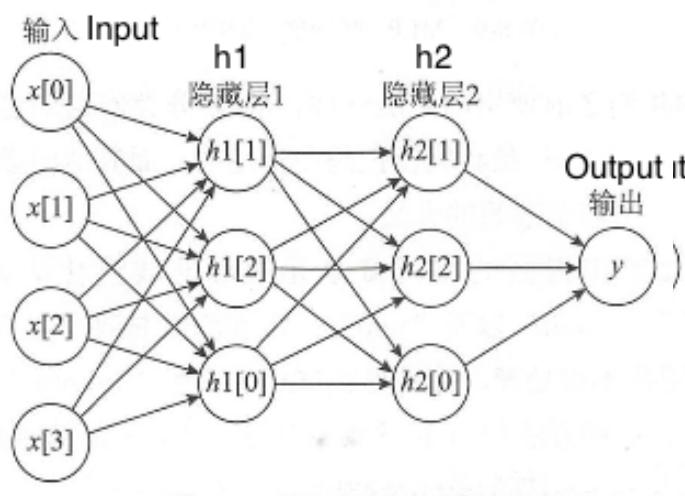 输入 Input
h1
隐藏层1
h2
隐藏层2
Output it
输出
x[0]
x[1]
x[2]
x[3]
h1[1]
h1[2]
h1[0]
h2[1]
h2[2]
h2[0]
y
)